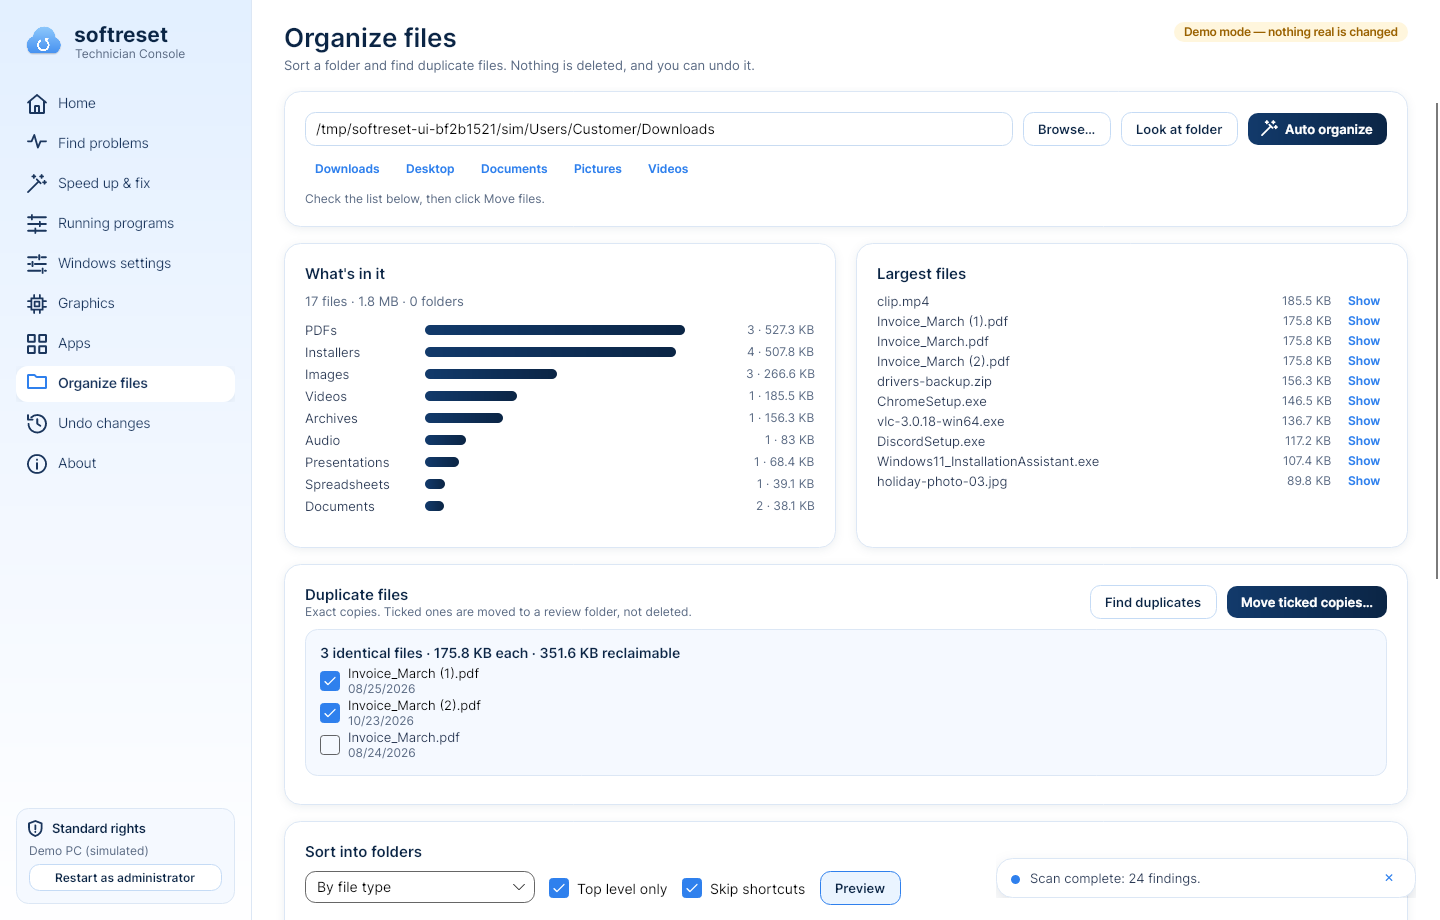 softreset
Technician Console
Home
Find problems
Speed up & fix
Running programs
Windows settings
Graphics
Apps
Organize files
Undo changes
About
Standard rights
Demo PC (simulated)
Restart as administrator
Organize files
Demo mode — nothing real is changed
Sort a folder and find duplicate files. Nothing is deleted, and you can undo it.
/tmp/softreset-ui-bf2b1521/sim/Users/Customer/Downloads
Browse...
Look at folder
Auto organize
Downloads Desktop Documents Pictures Videos
Check the list below, then click Move files.
What's in it
17 files · 1.8 MB · 0 folders
PDFs 3 · 527.3 KB
Installers 4 · 507.8 KB
Images 3 · 266.6 KB
Videos 1 · 185.5 KB
Archives 1 · 156.3 KB
Audio 1 · 83 KB
Presentations 1 · 68.4 KB
Spreadsheets 1 · 39.1 KB
Documents 2 · 38.1 KB
Largest files
clip.mp4 185.5 KB Show
Invoice_March (1).pdf 175.8 KB Show
Invoice_March.pdf 175.8 KB Show
Invoice_March (2).pdf 175.8 KB Show
drivers-backup.zip 156.3 KB Show
ChromeSetup.exe 146.5 KB Show
vlc-3.0.18-win64.exe 136.7 KB Show
DiscordSetup.exe 117.2 KB Show
Windows11_InstallationAssistant.exe 107.4 KB Show
holiday-photo-03.jpg 89.8 KB Show
Duplicate files
Exact copies. Ticked ones are moved to a review folder, not deleted.
Find duplicates
Move ticked copies...
3 identical files · 175.8 KB each · 351.6 KB reclaimable
Invoice_March (1).pdf
08/25/2026
Invoice_March (2).pdf
10/23/2026
Invoice_March.pdf
08/24/2026
Sort into folders
By file type
Top level only
Skip shortcuts
Preview
Scan complete: 24 findings.